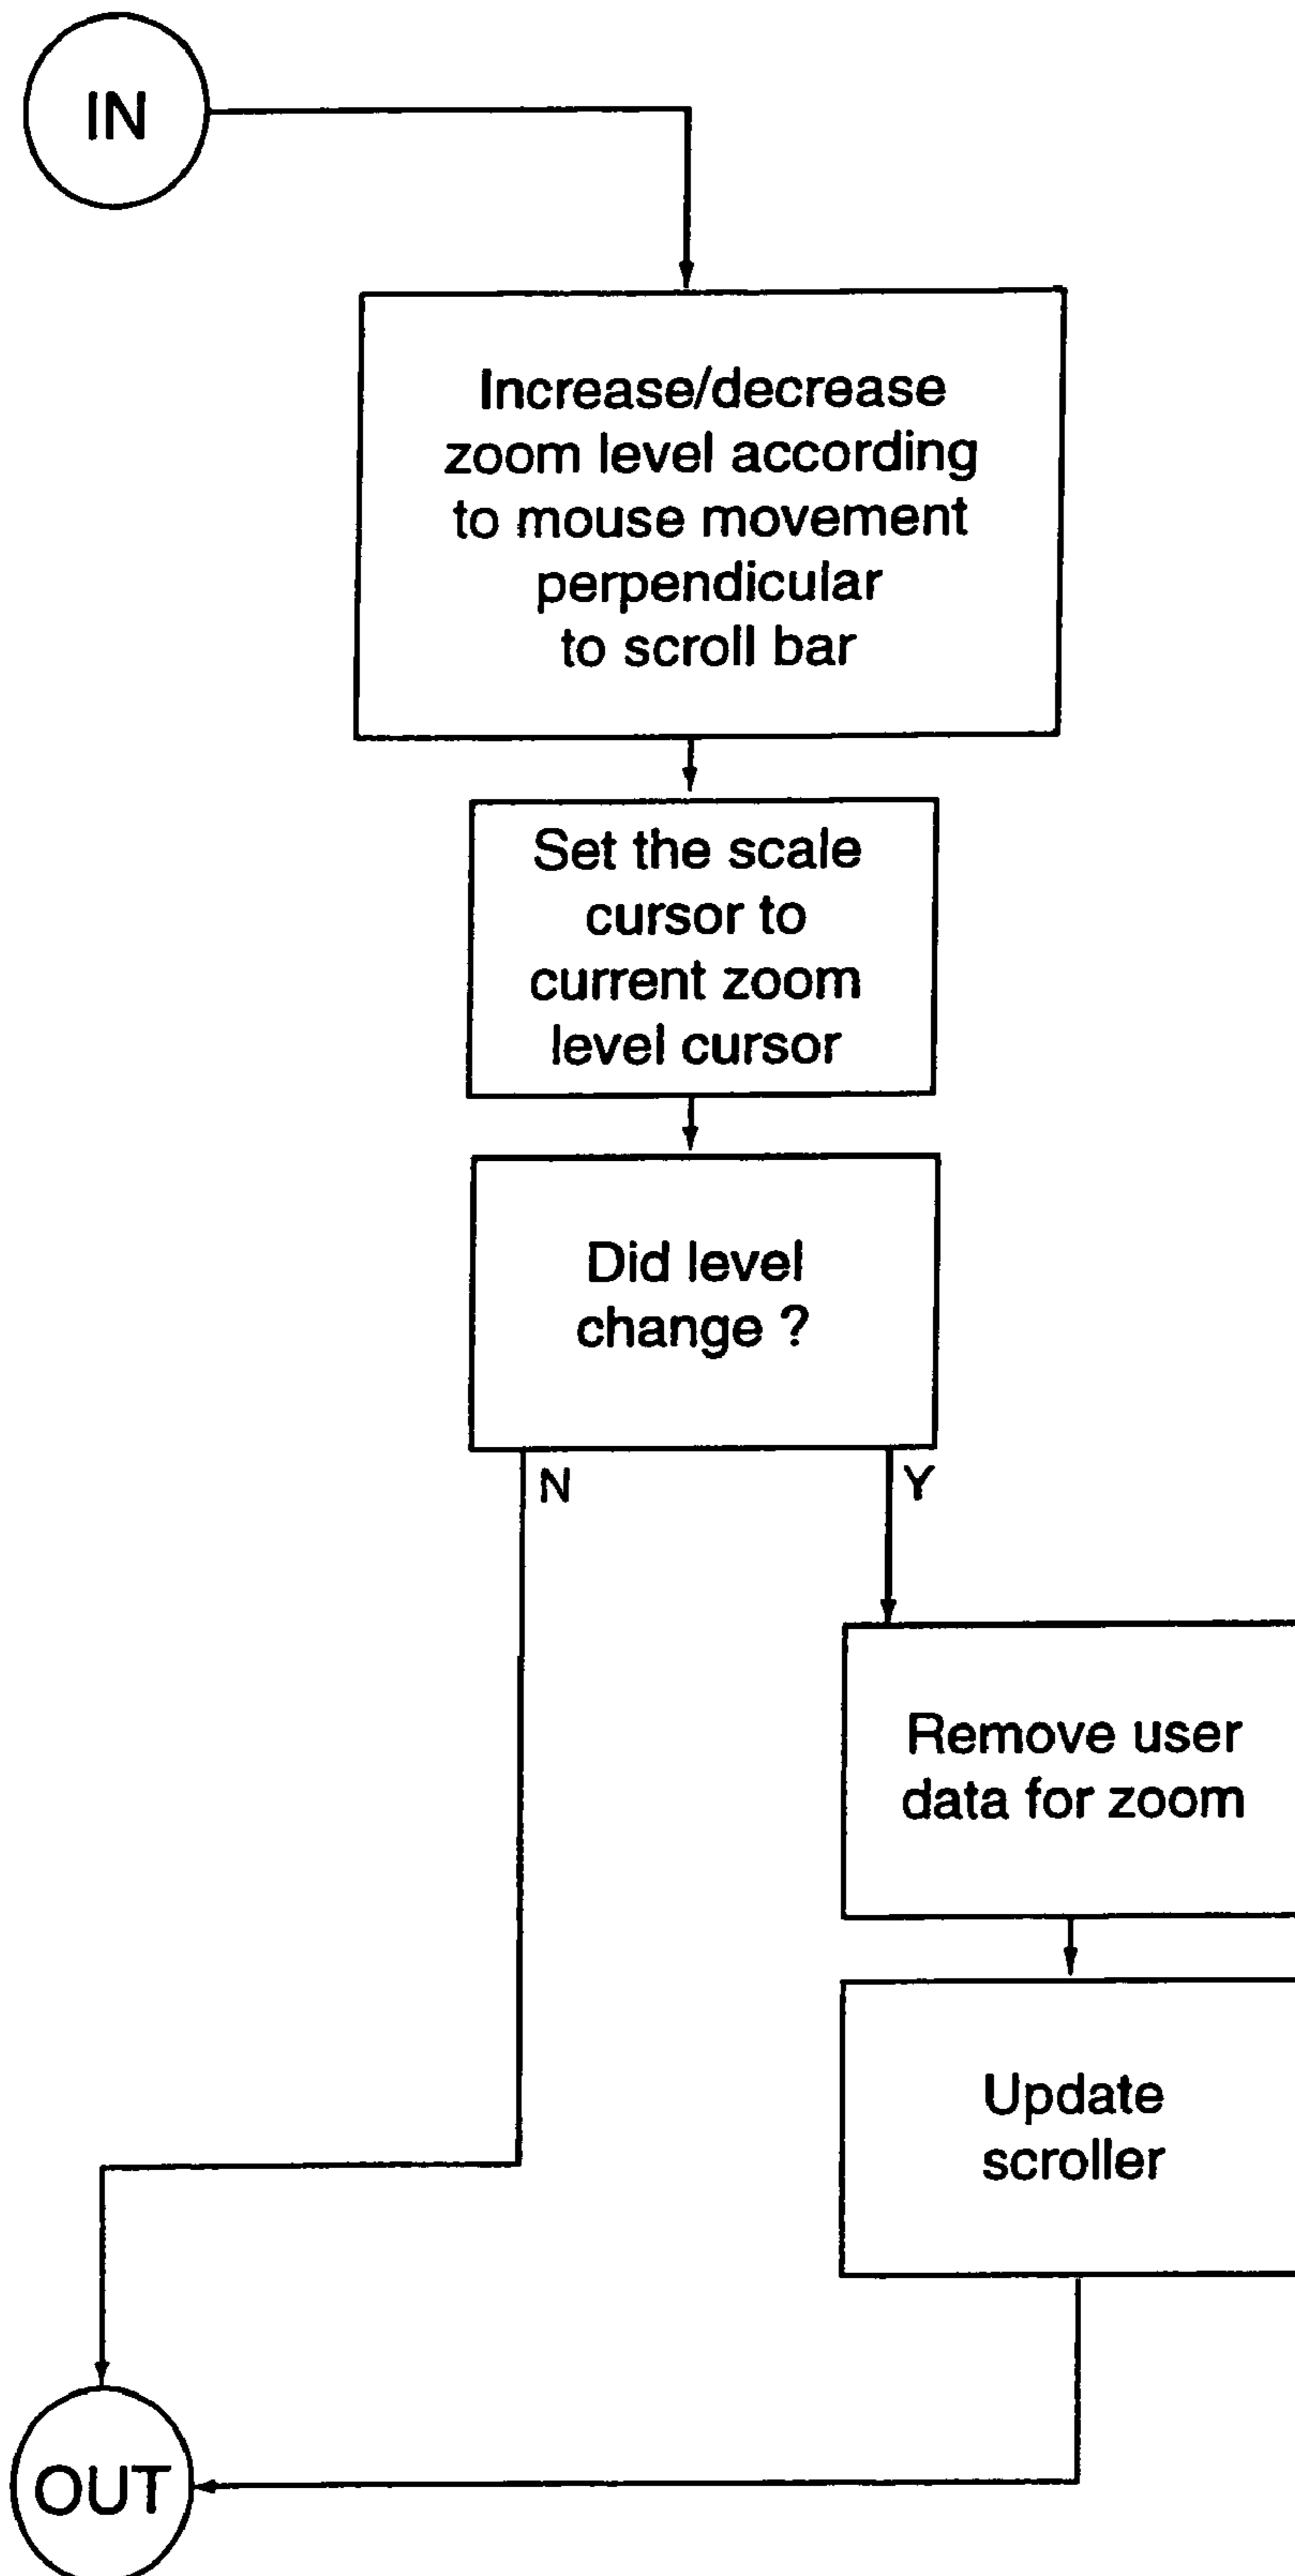 IN
Increase/decrease
zoom level according
to mouse movement
perpendicular
to scroll bar
Set the scale
cursor to
current zoom
level cursor
Did level
change ?
N
Y
Remove user
data for zoom
Update
scroller
OUT